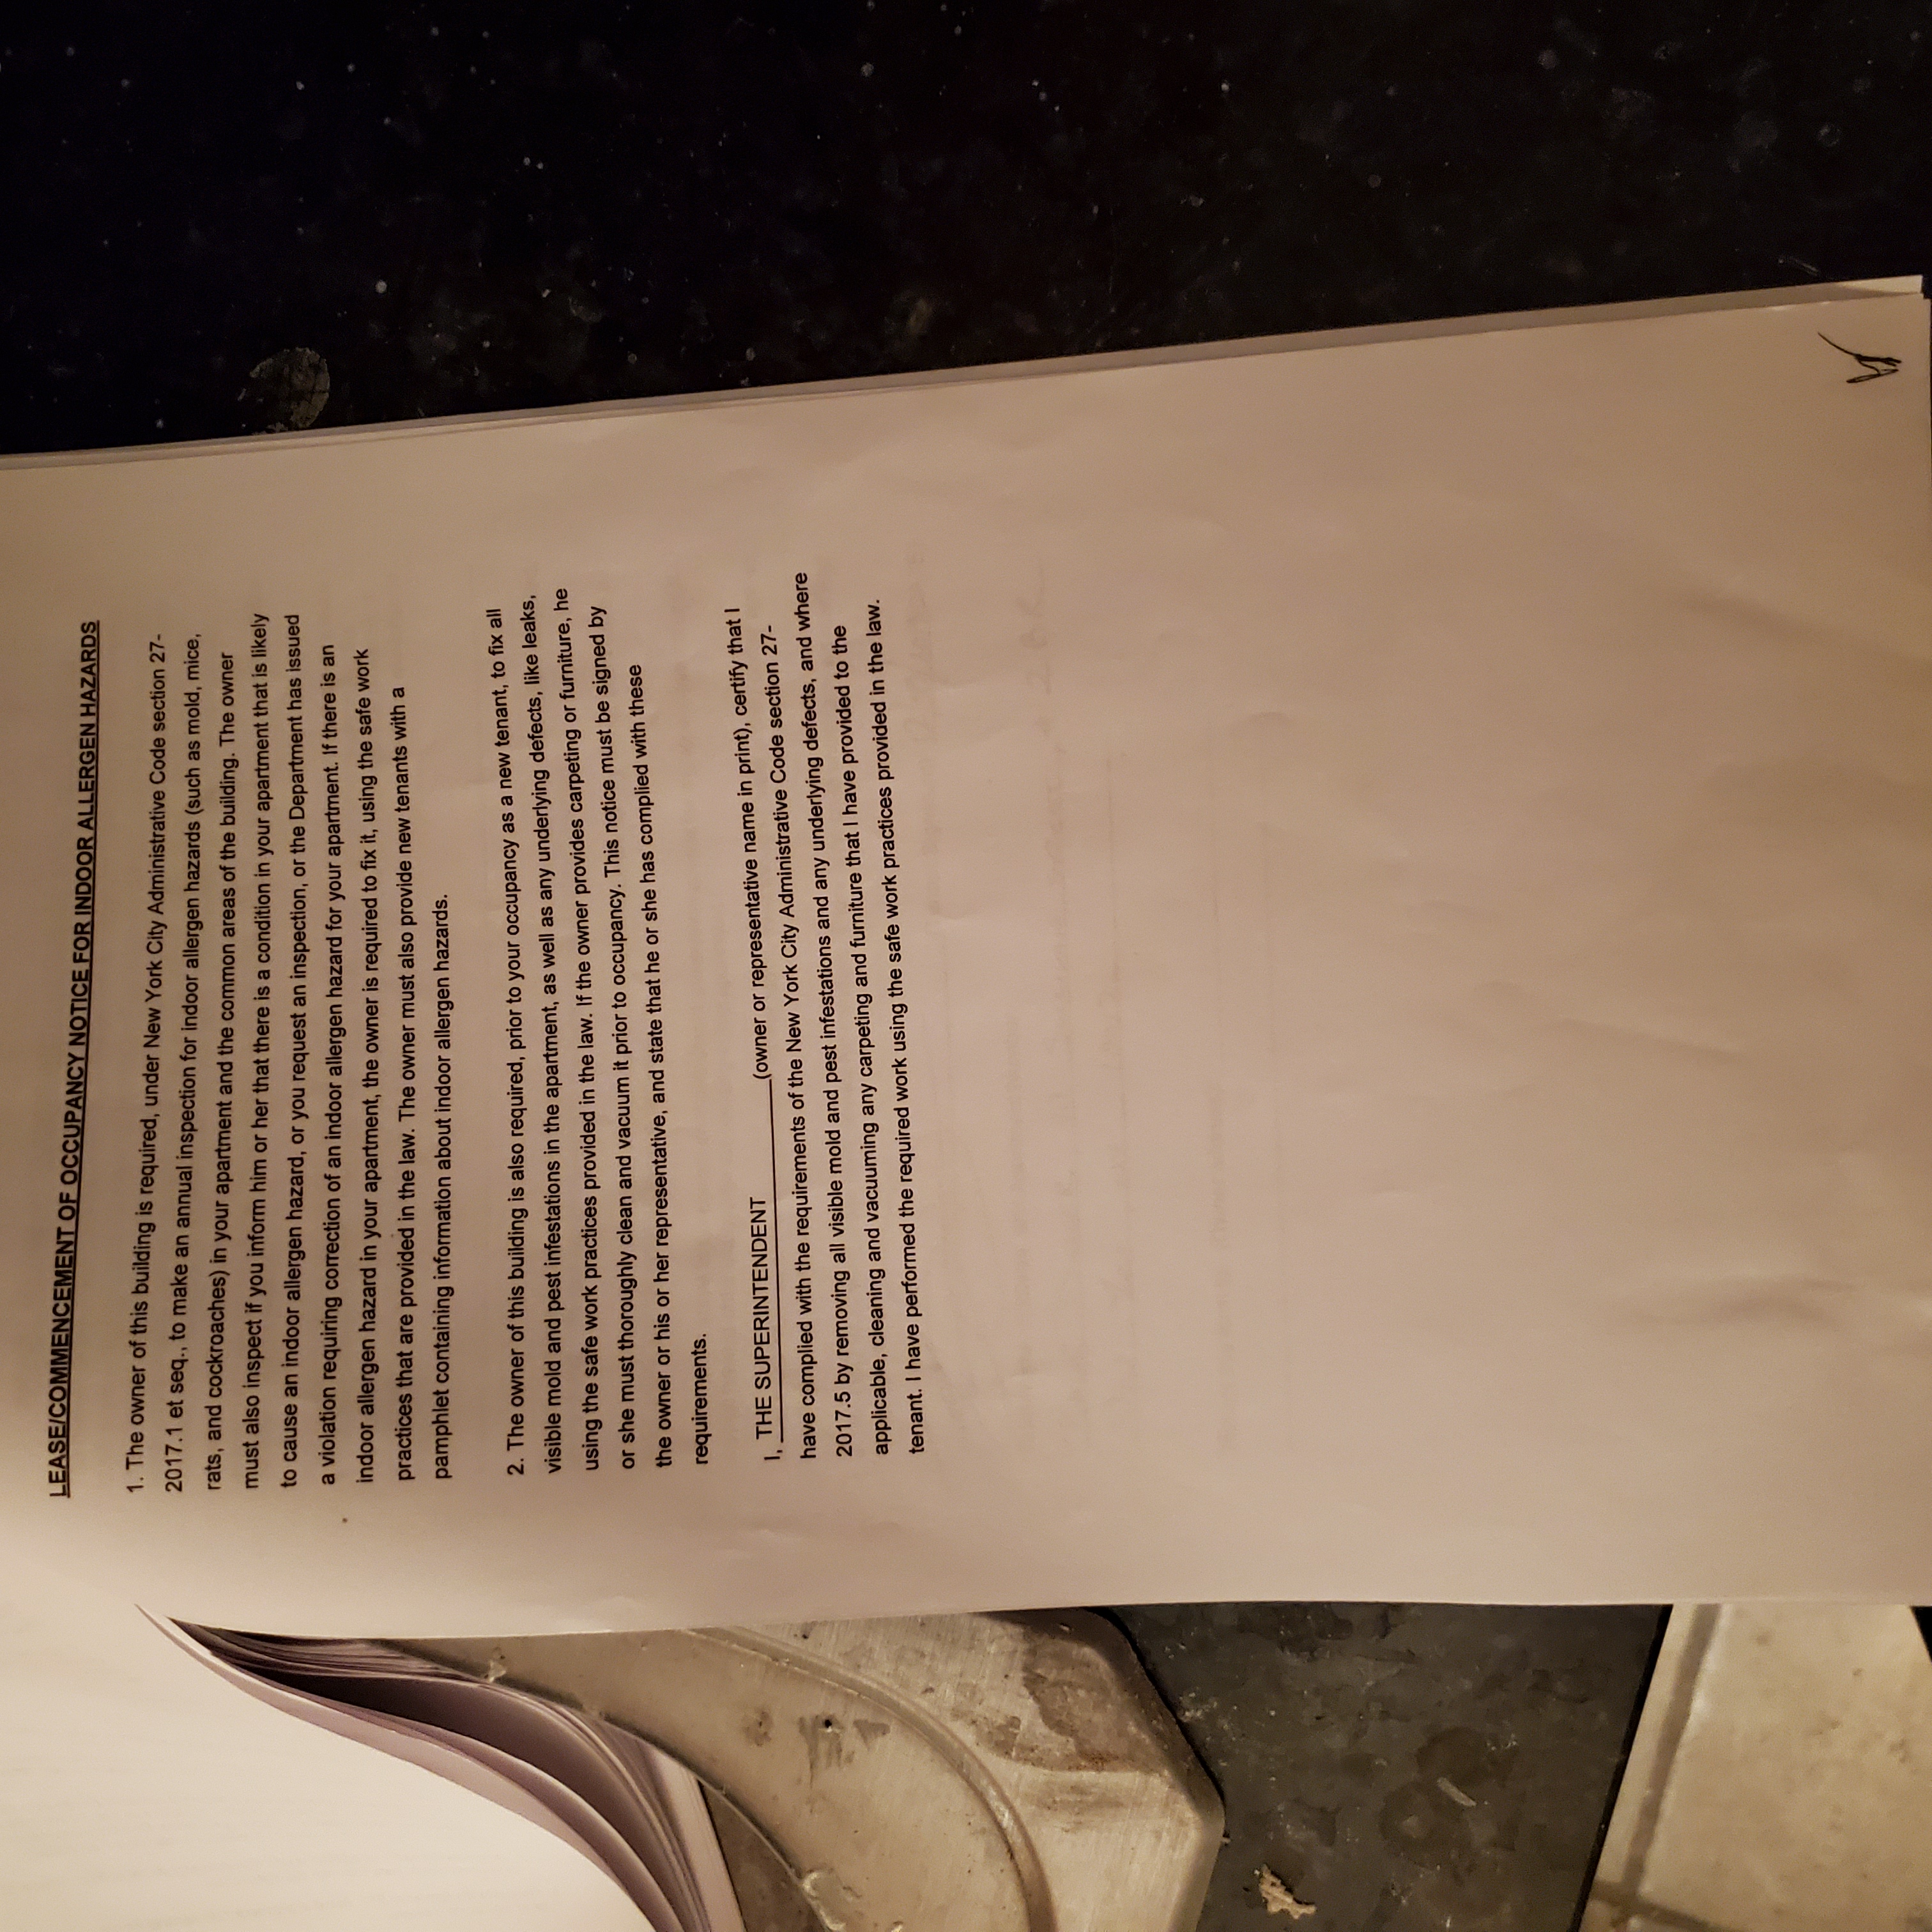 LEASE/COMMENCEMENT OF OCCUPANCY NOTICE FOR INDOOR ALLERGEN HAZARDS
1. The owner of this building is required, under New York City Administrative Code section 27-
2017.1 et seq., to make an annual inspection for indoor allergen hazards (such as mold, mice,
rats, and cockroaches) in your apartment and the common areas of the building. The owner
must also inspect if you inform him or her that there is a condition in your apartment that is likely
to cause an indoor allergen hazard, or you request an inspection, or the Department has issued
a violation requiring correction of an indoor allergen hazard for your apartment. If there is an
indoor allergen hazard in your apartment, the owner is required to fix it, using the safe work
practices that are provided in the law. The owner must also provide new tenants with a
pamphlet containing information about indoor allergen hazards.
2. The owner of this building is also required, prior to your occupancy as a new tenant, to fix all
visible mold and pest infestations in the apartment, as well as any underlying defects, like leaks,
using the safe work practices provided in the law. If the owner provides carpeting or furniture, he
or she must thoroughly clean and vacuum it prior to occupancy. This notice must be signed by
the owner or his or her representative, and state that he or she has complied with these
requirements.
I, THE SUPERINTENDENT (owner or representative name in print), certify that I
have complied with the requirements of the New York City Administrative Code section 27-
2017.5 by removing all visible mold and pest infestations and any underlying defects, and where
applicable, cleaning and vacuuming any carpeting and furniture that I have provided to the
tenant. I have performed the required work using the safe work practices provided in the law.